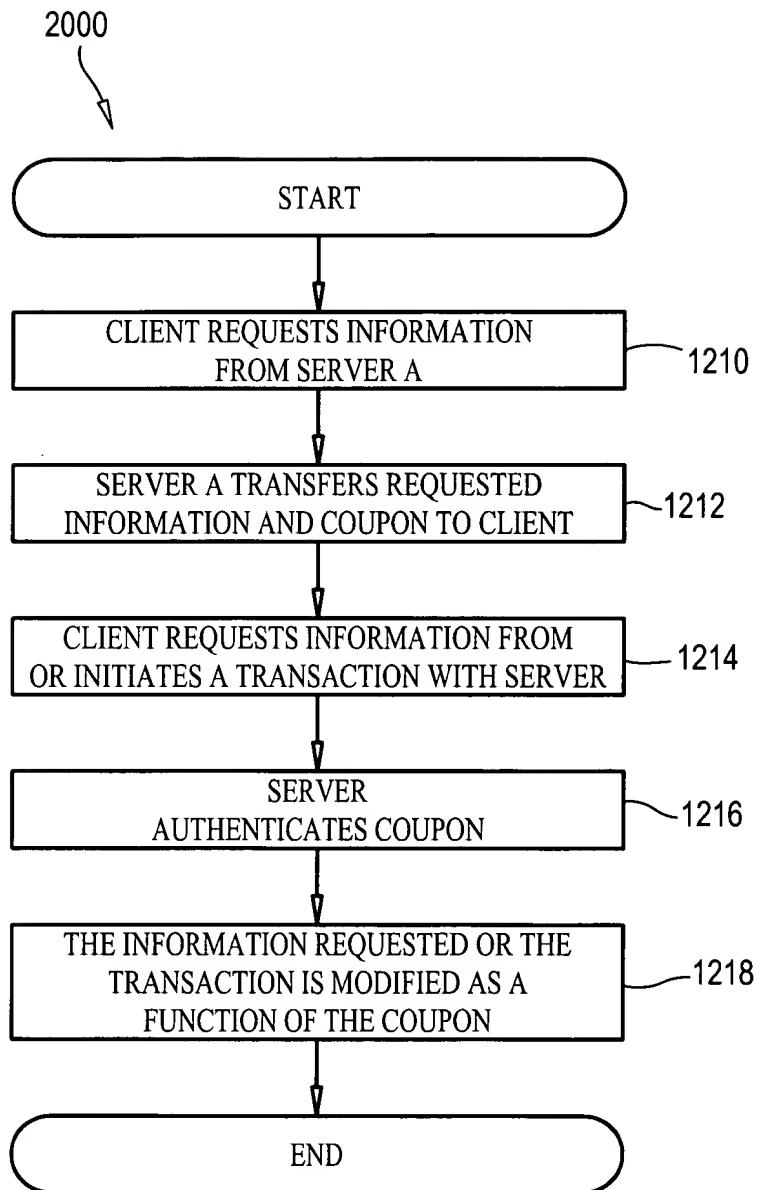 2000
START
CLIENT REQUESTS INFORMATION
FROM SERVER A
1210
SERVER A TRANSFERS REQUESTED
INFORMATION AND COUPON TO CLIENT
1212
CLIENT REQUESTS INFORMATION FROM
OR INITIATES A TRANSACTION WITH SERVER
1214
SERVER
AUTHENTICATES COUPON
1216
THE INFORMATION REQUESTED OR THE
TRANSACTION IS MODIFIED AS A
FUNCTION OF THE COUPON
1218
END